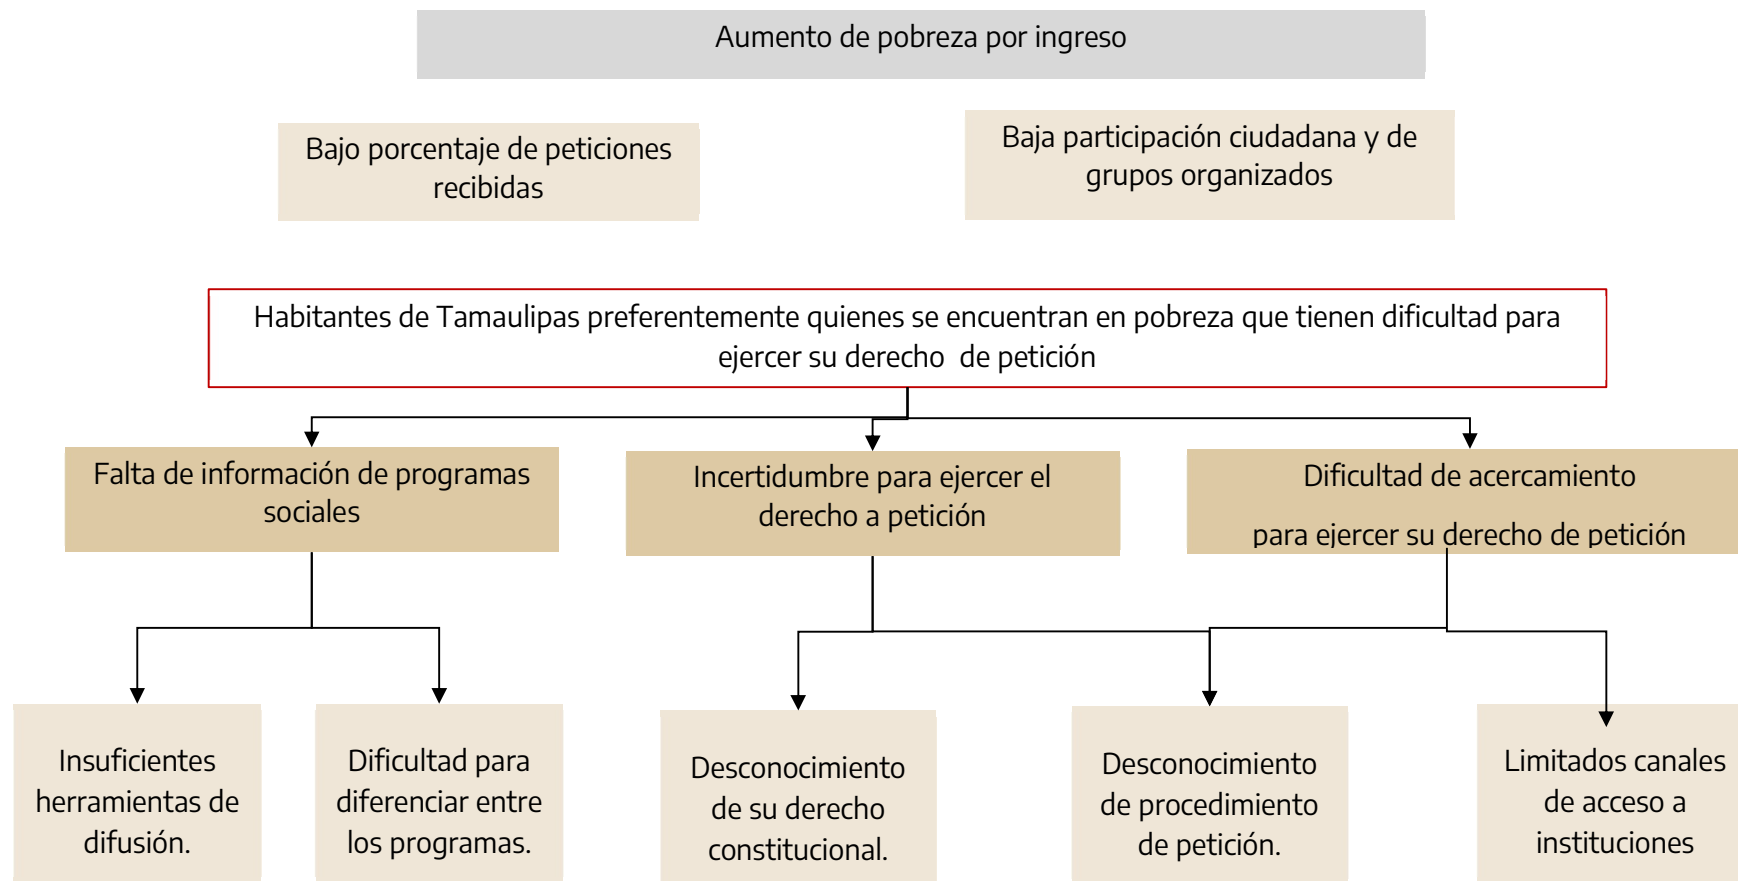 Aumento de pobreza por ingreso
Bajo porcentaje de peticiones
recibidas
Baja participación ciudadana y de
grupos organizados
Habitantes de Tamaulipas preferentemente quienes se encuentran en pobreza que tienen dificultad para
ejercer su derecho  de petición
Falta de información de programas
sociales
Incertidumbre para ejercer el
derecho a petición
Dificultad de acercamiento
para ejercer su derecho de petición
Insuficientes
herramientas de
difusión.
Dificultad para
diferenciar entre
los programas.
Desconocimiento
de su derecho
constitucional.
Desconocimiento
de procedimiento
de petición.
Limitados canales
de acceso a
instituciones